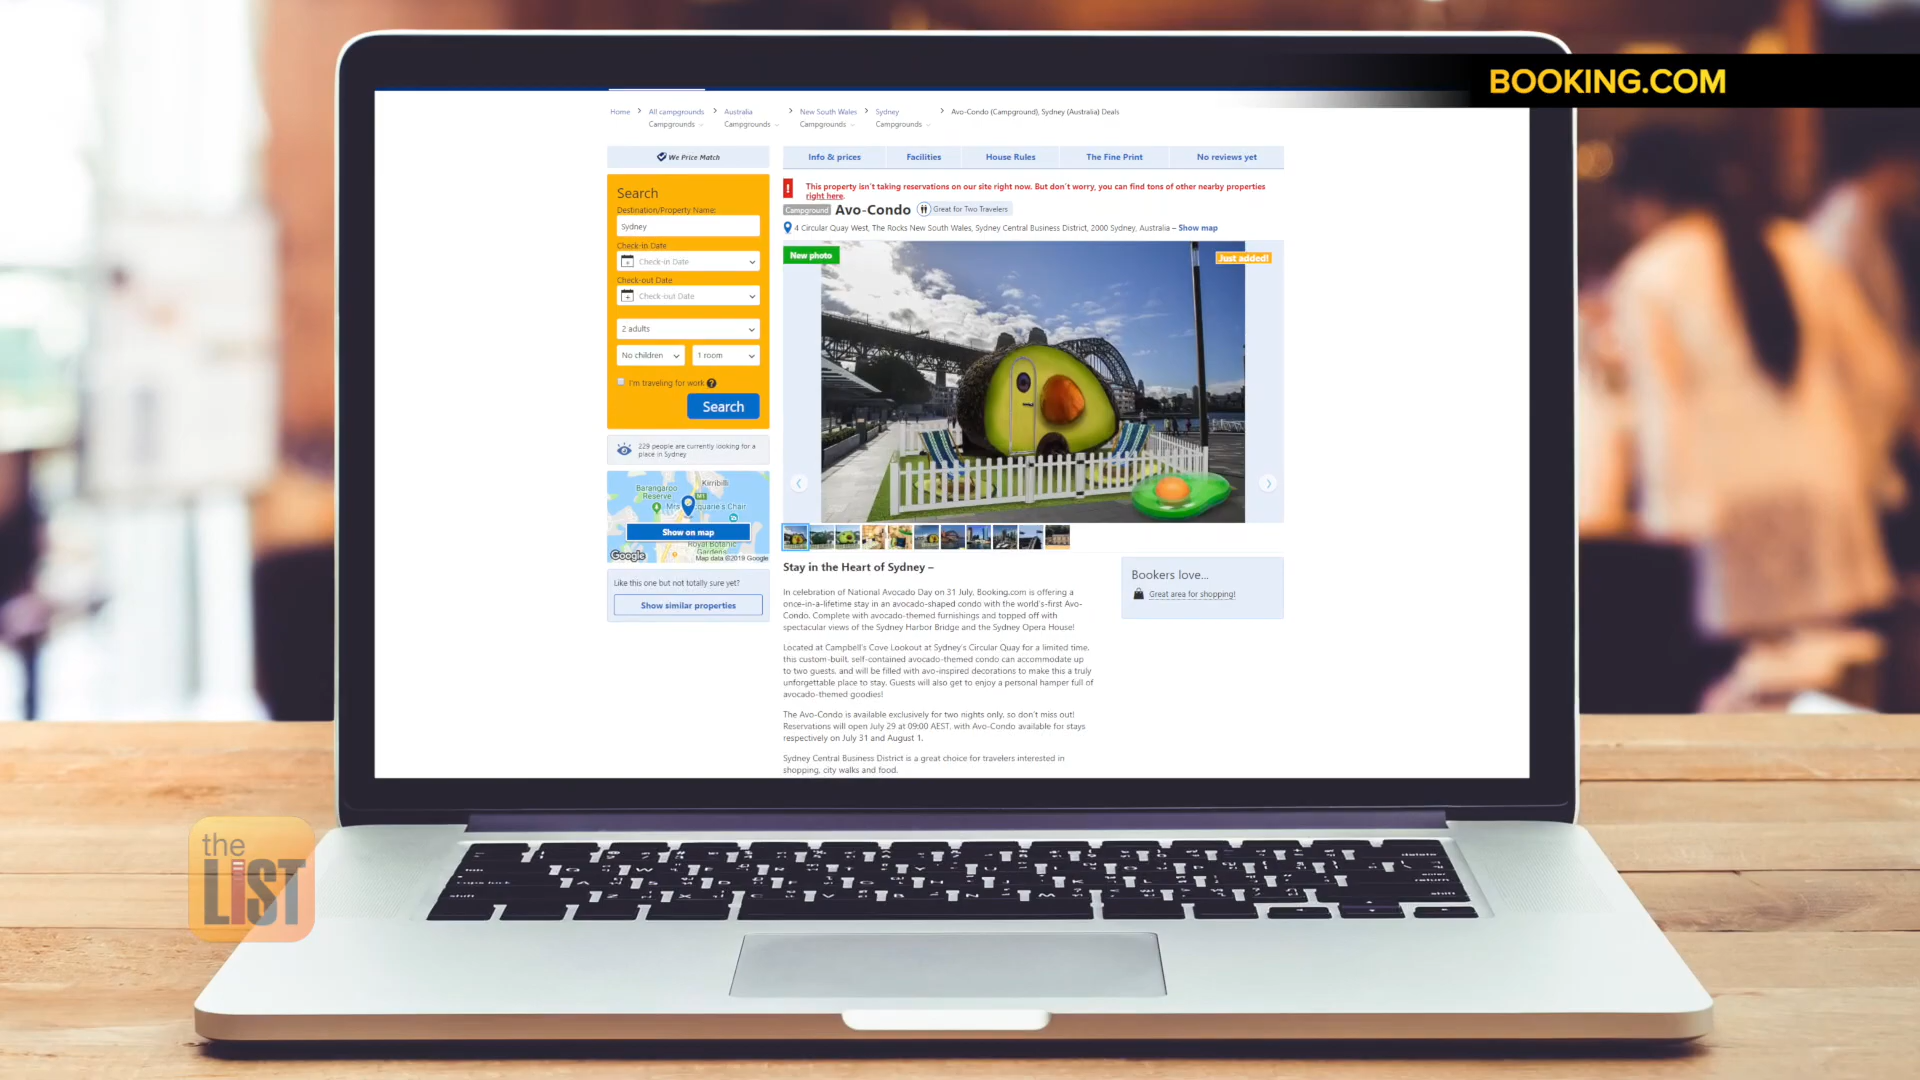 BOOKING.COM
Home > All campgrounds > Australia > New South Wales > Sydney > Avo-Condo (Campground), Sydney (Australia) Deals
Campgrounds Campgrounds Campgrounds Campgrounds
We Price Match
Info & prices Facilities House Rules The Fine Print No reviews yet
Search
Destination/Property Name:
Sydney
Check-in Date
Check-in Date
Check-out Date
Check-out Date
2 adults
No children 1 room
I'm traveling for work
Search
229 people are currently looking for a
place in Sydney
Kirribilli
Barangaroo
Reserve
M1
Show on map
Royal Botanic
Gardens
Google Map data ©2019 Google
Like this one but not totally sure yet?
Show similar properties
This property isn't taking reservations on our site right now. But don't worry, you can find tons of other nearby properties
right here.
Campground Avo-Condo Great for Two Travelers
4 Circular Quay West, The Rocks New South Wales, Sydney Central Business District, 2000 Sydney, Australia – Show map
New photo
Just added!
Stay in the Heart of Sydney –
In celebration of National Avocado Day on 31 July, Booking.com is offering a
once-in-a-lifetime stay in an avocado-shaped condo with the world's-first Avo-
Condo. Complete with avocado-themed furnishings and topped off with
spectacular views of the Sydney Harbor Bridge and the Sydney Opera House!
Located at Campbell's Cove Lookout at Sydney's Circular Quay for a limited time,
this custom-built, self-contained avocado-themed condo can accommodate up
to two guests, and will be filled with avo-inspired decorations to make this a truly
unforgettable place to stay. Guests will also get to enjoy a personal hamper full of
avocado-themed goodies!
The Avo-Condo is available exclusively for two nights only, so don't miss out!
Reservations will open July 29 at 09:00 AEST, with Avo-Condo available for stays
respectively on July 31 and August 1.
Sydney Central Business District is a great choice for travelers interested in
shopping, city walks and food.
Bookers love...
Great area for shopping!
the
LIST